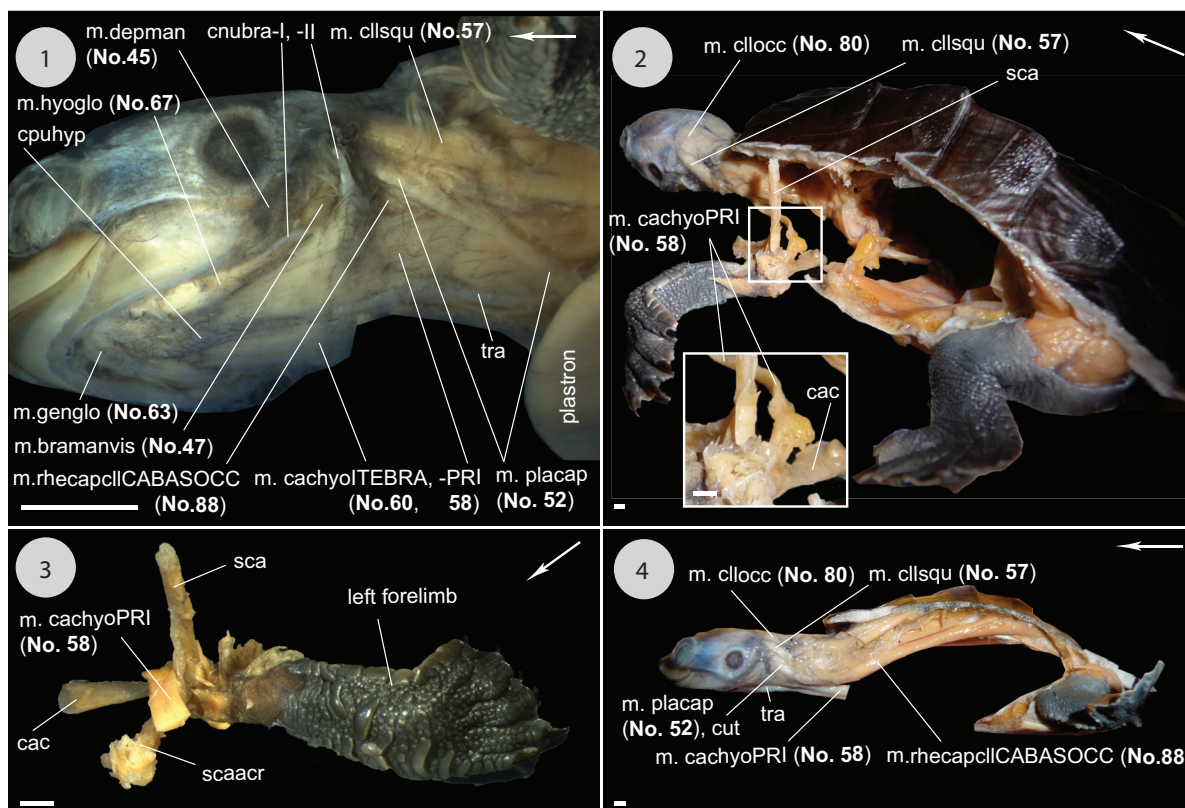 1
m.depman
(No.45)
cnubra-I, -II
m. cllsqu (No.57)
m.hyoglo (No.67)
cpuhyp
tra
plastron
m.genglo (No.63)
m.bramanvis (No.47)
m.rhecapcllCABASOCC
(No.88)
m. cachyoITEBRA, -PRI
(No.60, 58)
m. placap
(No. 52)
2
m. cllocc (No. 80)
m. cllsqu (No. 57)
sca
m. cachyoPRI
(No. 58)
cac
3
sca
m. cachyoPRI
(No. 58)
left forelimb
cac
scaacr
4
m. cllocc (No. 80)
m. cllsqu (No. 57)
m. placap
(No. 52), cut
tra
m. cachyoPRI (No. 58)
m.rhecapcllCABASOCC (No.88)